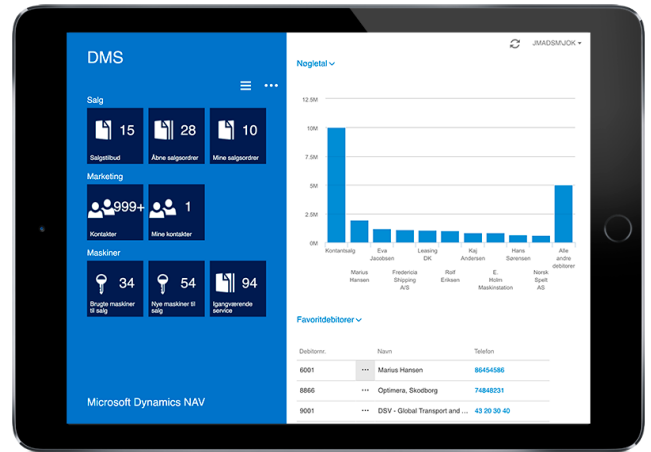 DMS
Salg
15
Salgstilbud
28
Åbne salgsordrer
10
Mine salgsordrer
Marketing
999+
Kontakter
1
Mine kontakter
Maskiner
34
Brugte maskiner
til salg
54
Nye maskiner til
salg
94
Igangværende
service
Microsoft Dynamics NAV
JMADSM\JOK
Nøgletal
12.5M
10M
7.5M
5M
2.5M
0M
Kontantsalg
Marius
Hansen
Eva
Jacobsen
Fredericia
Shipping
A/S
Leasing
DK
Rolf
Eriksen
Kaj
Andersen
E.
Holm
Maskinstation
Hans
Sørensen
Norsk
Spelt
AS
Alle
andre
debitorer
Favoritdebitorer
Debitornr. Navn Telefon
6001 ••• Marius Hansen 86454586
8866 ••• Optimera, Skodborg 74848231
9001 ••• DSV - Global Transport and ... 43 20 30 40